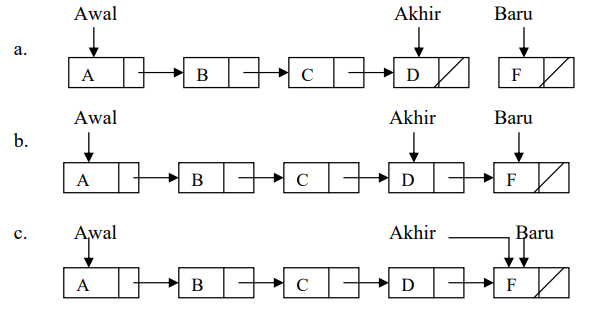 Awal Akhir Baru
a.
A B C D F
Awal Akhir Baru
b.
A B C D F
c. Awal Akhir Baru
A B C D F